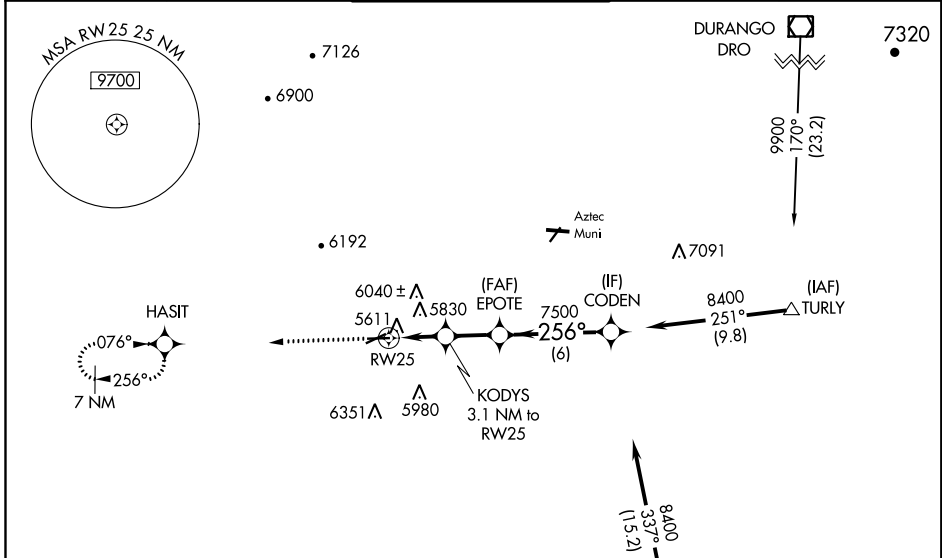 MSA RW25 25 NM
9700
7126
6900
DURANGO
DRO
7320
9900
170°
(23.2)
6192
Aztec
Muni
7091
HASIT
6040 ±
5830
5611
RW25
(FAF)
EPOTE
7500
256°
(6)
(IF)
CODEN
8400
251°
(9.8)
(IAF)
TURLY
076°
256°
7 NM
6351
5980
KODYS
3.1 NM to
RW25
8400
337°
(15.2)